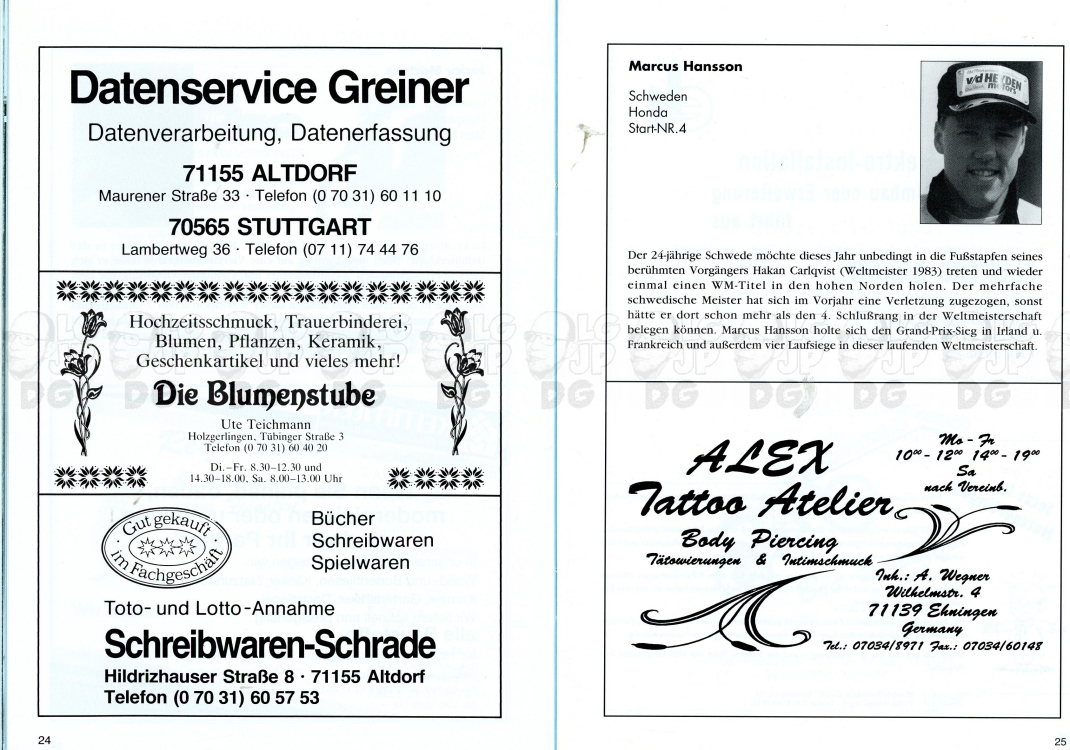 Datenservice Greiner
Datenverarbeitung, Datenerfassung
71155 ALTDORF
Maurener Straße 33 · Telefon (0 70 31) 60 11 10
70565 STUTTGART
Lambertweg 36 · Telefon (07 11) 74 44 76
Hochzeitsschmuck, Trauerbinderei,
Blumen, Pflanzen, Keramik,
Geschenkartikel und vieles mehr!
Die Blumenstube
Ute Teichmann
Holzgerlingen, Tübinger Straße 3
Telefon (0 70 31) 60 40 20
Di.–Fr. 8.30–12.30 und
14.30–18.00, Sa. 8.00–13.00 Uhr
· Gut gekauft ·
im Fachgeschäft
Bücher
Schreibwaren
Spielwaren
Toto- und Lotto-Annahme
Schreibwaren-Schrade
Hildrizhauser Straße 8 · 71155 Altdorf
Telefon (0 70 31) 60 57 53
24
Marcus Hansson
Schweden
Honda
Start-NR.4
v/d HEYDEN
motors
Der 24-jährige Schwede möchte dieses Jahr unbedingt in die Fußstapfen seines
berühmten Vorgängers Hakan Carlqvist (Weltmeister 1983) treten und wieder
einmal einen WM-Titel in den hohen Norden holen. Der mehrfache
schwedische Meister hat sich im Vorjahr eine Verletzung zugezogen, sonst
hätte er dort schon mehr als den 4. Schlußrang in der Weltmeisterschaft
belegen können. Marcus Hansson holte sich den Grand-Prix-Sieg in Irland u.
Frankreich und außerdem vier Laufsiege in dieser laufenden Weltmeisterschaft.
ALEX
Tattoo Atelier
Body Piercing
Tätowierungen & Intimschmuck
Mo - Fr
10⁰⁰ - 12⁰⁰ 14⁰⁰ - 19⁰⁰
Sa
nach Vereinb.
Inh.: A. Wegner
Wilhelmstr. 4
71139 Ehningen
Germany
Tel.: 07034/8971 Fax.: 07034/60148
25
LG
JP
DG